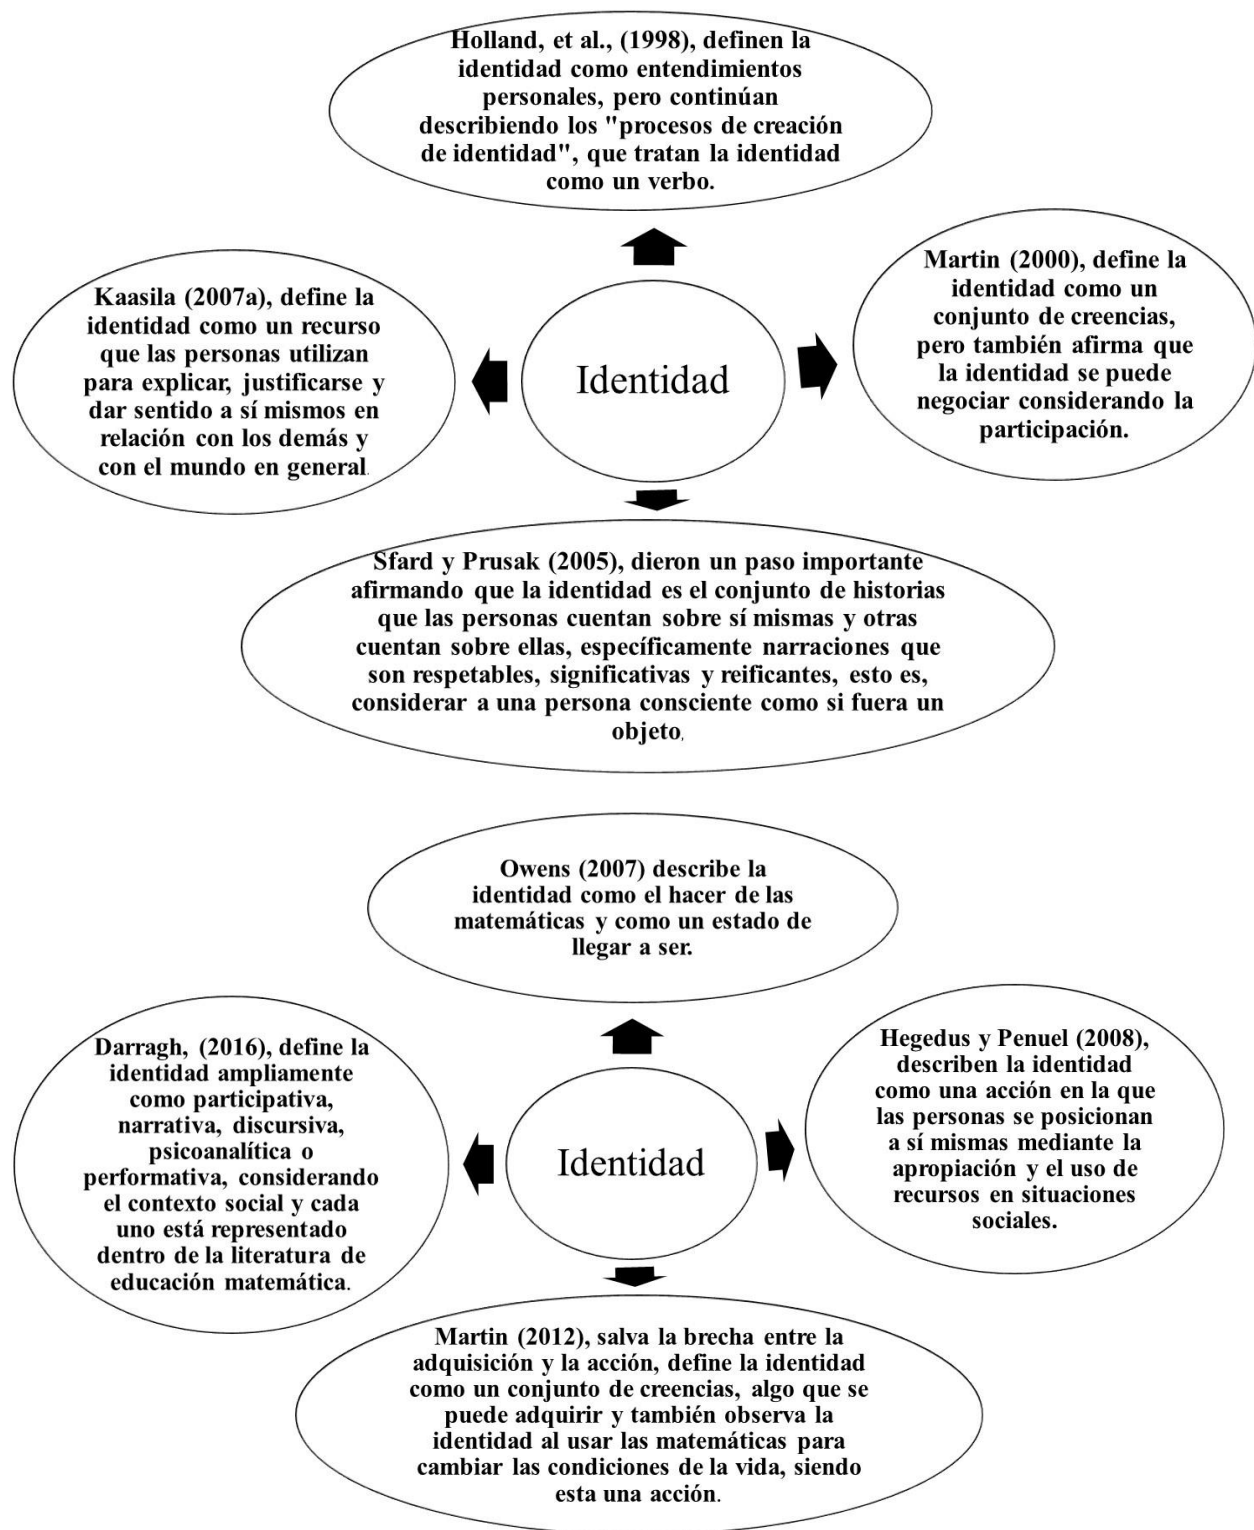 Holland, et al., (1998), definen la
identidad como entendimientos
personales, pero continúan
describiendo los "procesos de creación
de identidad", que tratan la identidad
como un verbo.
Kaasila (2007a), define la
identidad como un recurso
que las personas utilizan
para explicar, justificarse y
dar sentido a sí mismos en
relación con los demás y
con el mundo en general.
Identidad
Martin (2000), define la
identidad como un
conjunto de creencias,
pero también afirma que
la identidad se puede
negociar considerando la
participación.
Sfard y Prusak (2005), dieron un paso importante
afirmando que la identidad es el conjunto de historias
que las personas cuentan sobre sí mismas y otras
cuentan sobre ellas, específicamente narraciones que
son respetables, significativas y reificantes, esto es,
considerar a una persona consciente como si fuera un
objeto,
Owens (2007) describe la
identidad como el hacer de las
matemáticas y como un estado de
llegar a ser.
Darragh, (2016), define la
identidad ampliamente
como participativa,
narrativa, discursiva,
psicoanalítica o
performativa, considerando
el contexto social y cada
uno está representado
dentro de la literatura de
educación matemática.
Identidad
Hegedus y Penuel (2008),
describen la identidad
como una acción en la que
las personas se posicionan
a sí mismas mediante la
apropiación y el uso de
recursos en situaciones
sociales.
Martin (2012), salva la brecha entre la
adquisición y la acción, define la identidad
como un conjunto de creencias, algo que se
puede adquirir y también observa la
identidad al usar las matemáticas para
cambiar las condiciones de la vida, siendo
esta una acción.